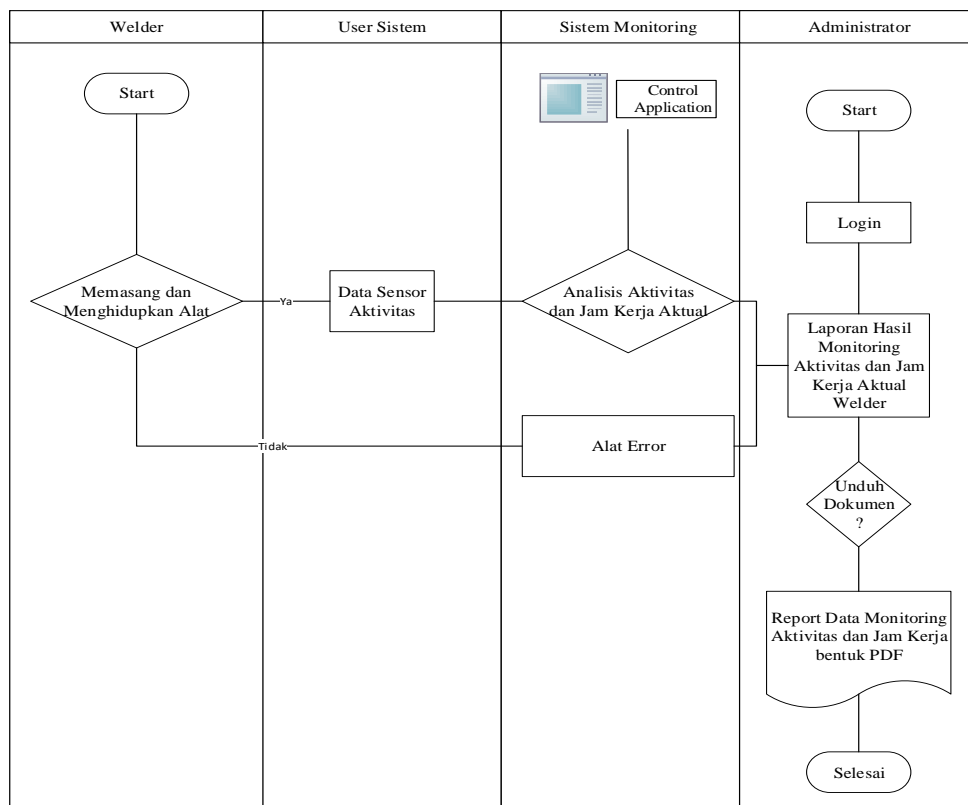 Welder
User Sistem
Sistem Monitoring
Administrator
Start
Control
Application
Start
Login
Memasang dan
Menghidupkan Alat
Ya
Data Sensor
Aktivitas
Analisis Aktivitas
dan Jam Kerja Aktual
Laporan Hasil
Monitoring
Aktivitas dan Jam
Kerja Aktual
Welder
Tidak
Alat Error
Unduh
Dokumen
?
Report Data Monitoring
Aktivitas dan Jam Kerja
bentuk PDF
Selesai